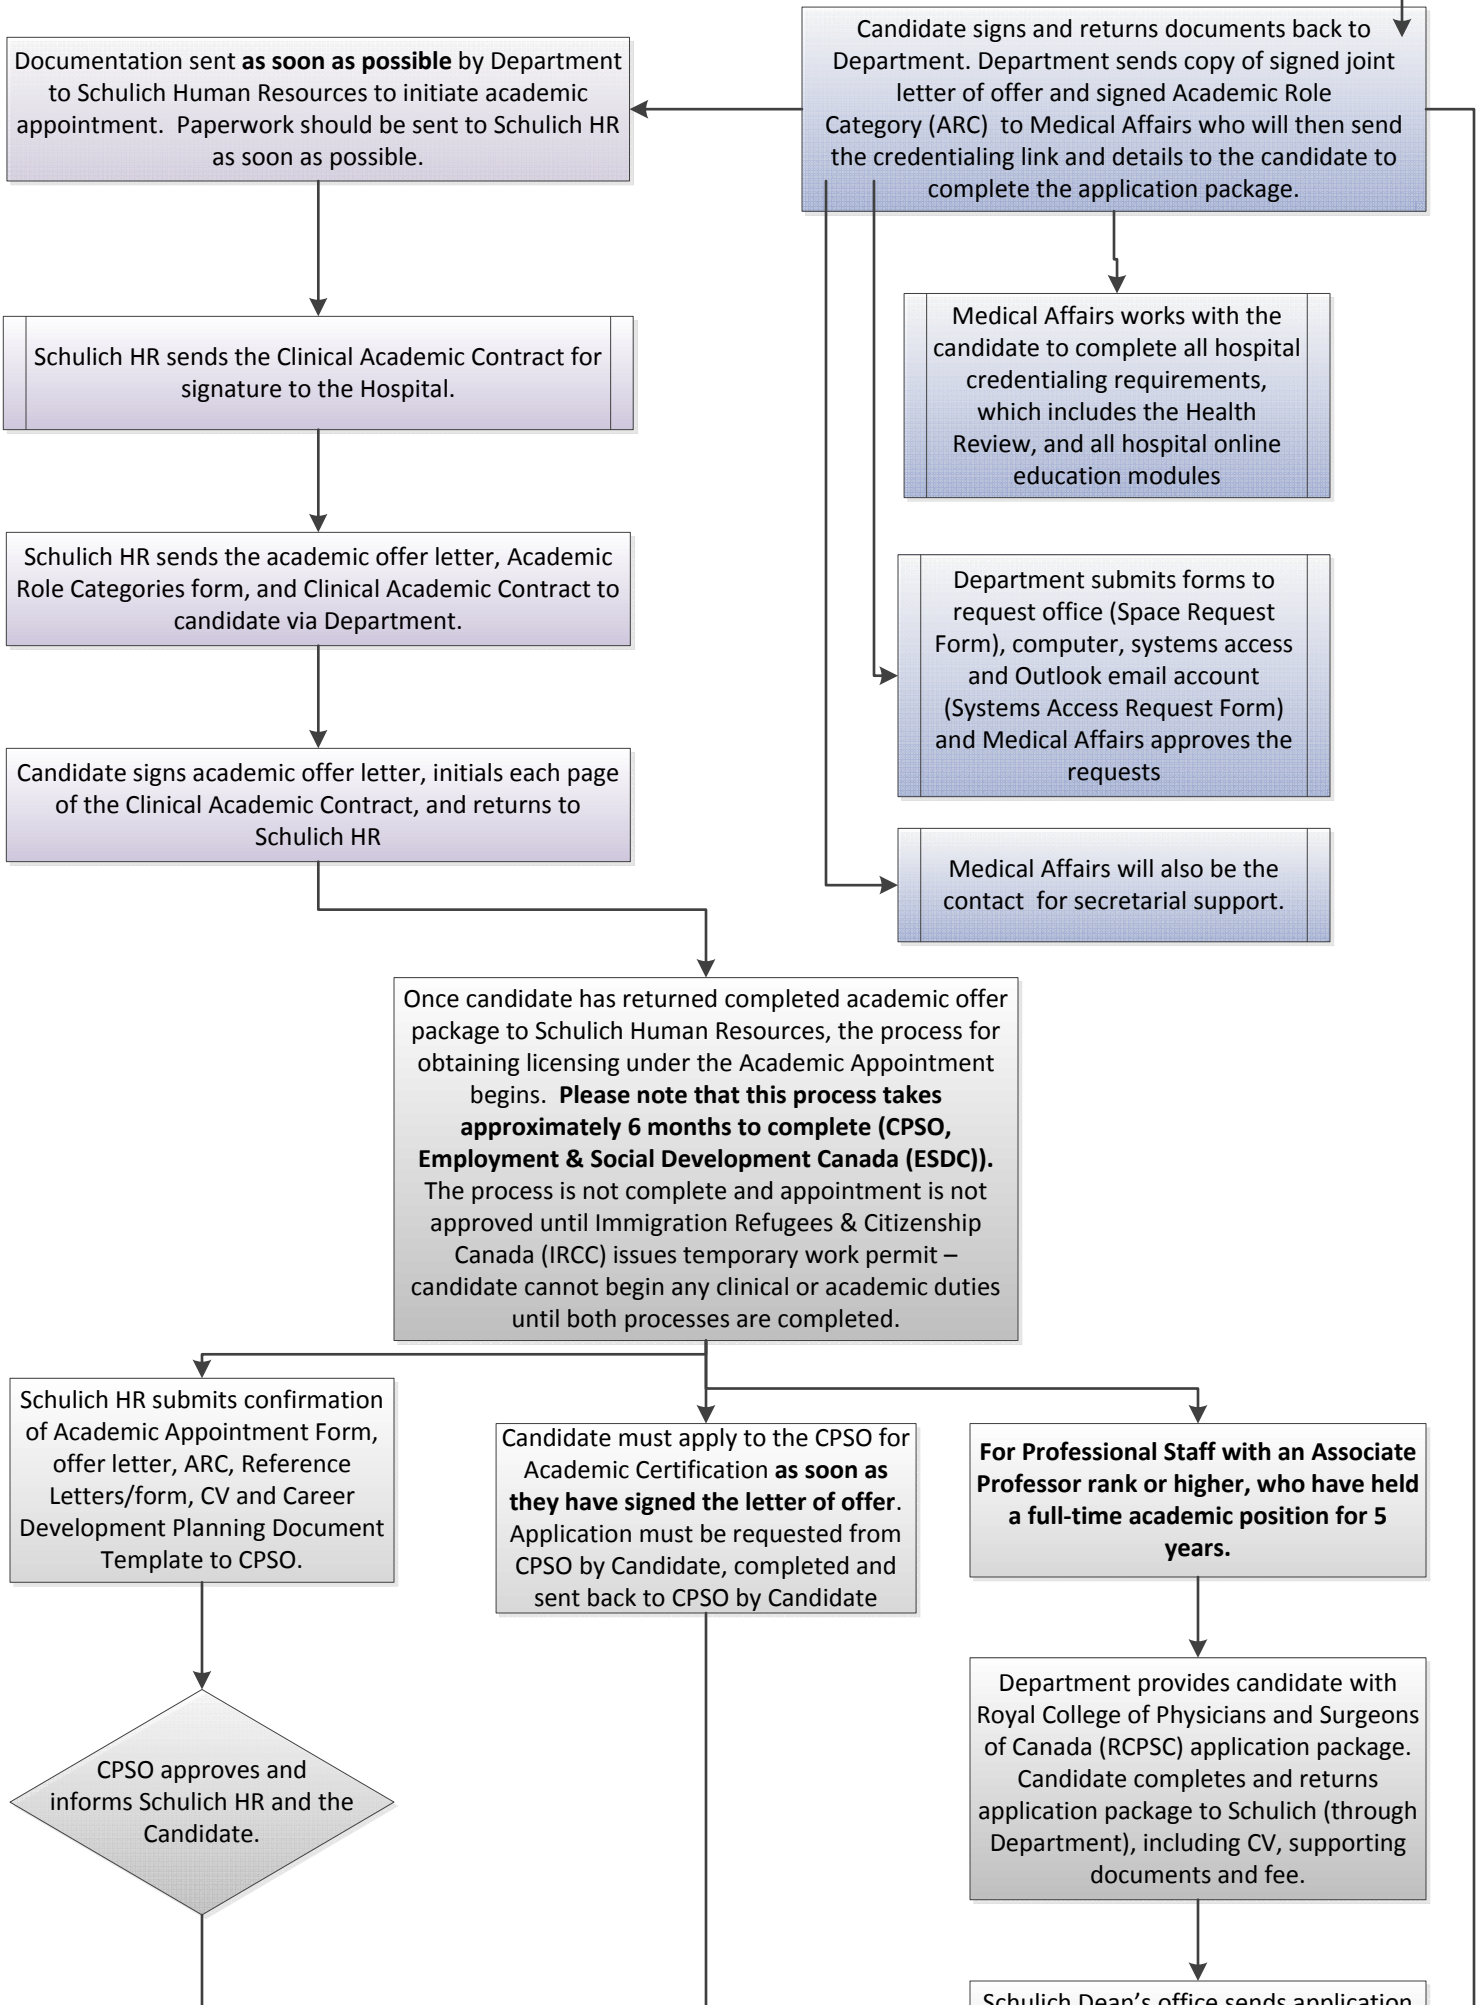 Candidate signs and returns documents back to
Department. Department sends copy of signed joint
letter of offer and signed Academic Role
Category (ARC)  to Medical Affairs who will then send
the credentialing link and details to the candidate to
complete the application package.
Documentation sent as soon as possible by Department
to Schulich Human Resources to initiate academic
appointment.  Paperwork should be sent to Schulich HR
as soon as possible.
Medical Affairs works with the
candidate to complete all hospital
credentialing requirements,
which includes the Health
Review, and all hospital online
education modules
Schulich HR sends the Clinical Academic Contract for
signature to the Hospital.
Schulich HR sends the academic offer letter, Academic
Role Categories form, and Clinical Academic Contract to
candidate via Department.
Department submits forms to
request office (Space Request
Form), computer, systems access
and Outlook email account
(Systems Access Request Form)
and Medical Affairs approves the
requests
Candidate signs academic offer letter, initials each page
of the Clinical Academic Contract, and returns to
Schulich HR
Medical Affairs will also be the
contact  for secretarial support.
Once candidate has returned completed academic offer
package to Schulich Human Resources, the process for
obtaining licensing under the Academic Appointment
begins.  Please note that this process takes
approximately 6 months to complete (CPSO,
Employment & Social Development Canada (ESDC)).
The process is not complete and appointment is not
approved until Immigration Refugees & Citizenship
Canada (IRCC) issues temporary work permit –
candidate cannot begin any clinical or academic duties
until both processes are completed.
Schulich HR submits confirmation
of Academic Appointment Form,
offer letter, ARC, Reference
Letters/form, CV and Career
Development Planning Document
Template to CPSO.
Candidate must apply to the CPSO for
Academic Certification as soon as
they have signed the letter of offer.
Application must be requested from
CPSO by Candidate, completed and
sent back to CPSO by Candidate
For Professional Staff with an Associate
Professor rank or higher, who have held
a full-time academic position for 5
years.
Department provides candidate with
Royal College of Physicians and Surgeons
of Canada (RCPSC) application package.
Candidate completes and returns
application package to Schulich (through
Department), including CV, supporting
documents and fee.
CPSO approves and
informs Schulich HR and the
Candidate.
Schulich Dean's office sends application